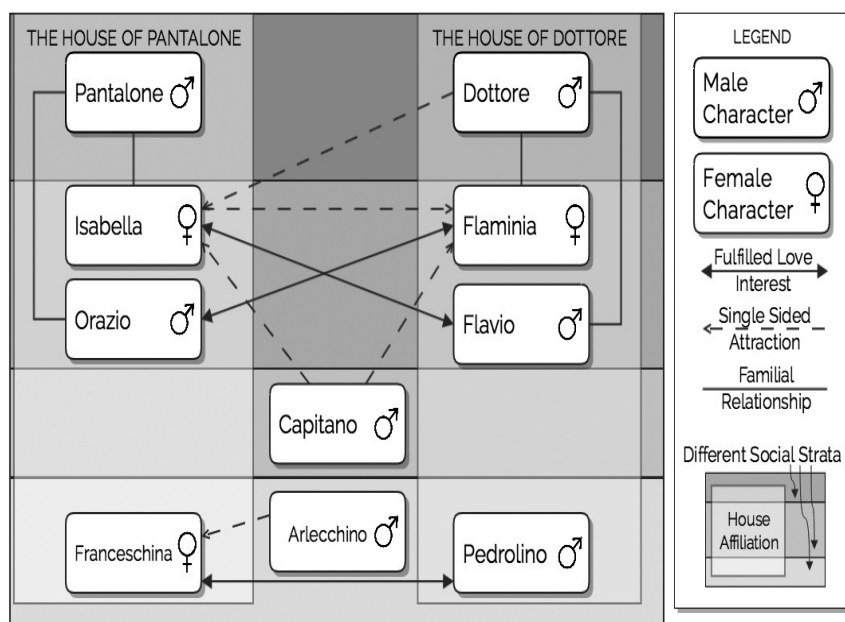 THE HOUSE OF PANTALONE
THE HOUSE OF DOTTORE
Pantalone ♂
Dottore ♂
Isabella ♀
Flaminia ♀
Orazio ♂
Flavio ♂
Capitano ♂
Franceschina ♀
Arlecchino ♂
Pedrolino ♂
LEGEND
Male
Character ♂
Female
Character ♀
Fulfilled Love
Interest
Single Sided
Attraction
Familial
Relationship
Different Social Strata
House
Affiliation